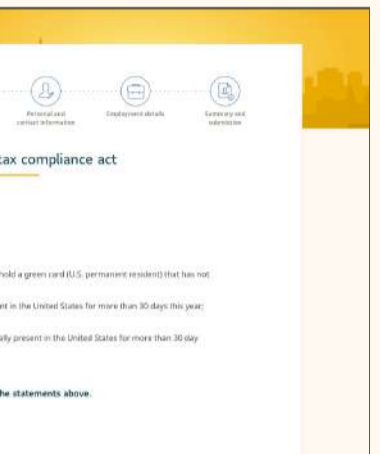 Personal and
contact information
Employment details
Summary and
submission
tax compliance act
hold a green card (U.S. permanent resident) that has not
nt in the United States for more than 30 days this year;
ally present in the United States for more than 30 day
he statements above.